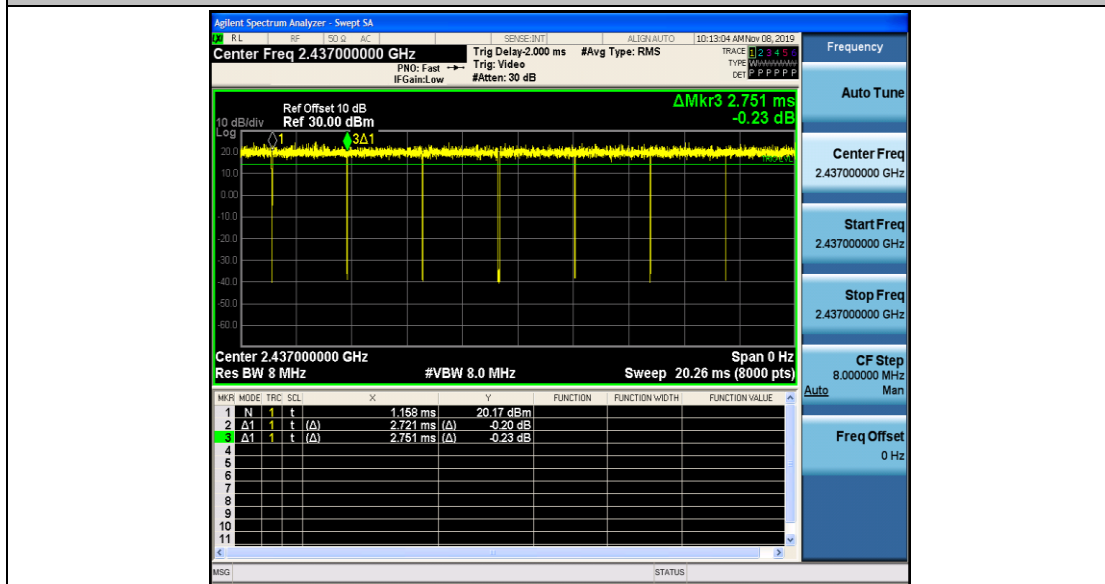 Agilent Spectrum Analyzer - Swept SA
RL RF 50 Ω AC SENSE:INT ALIGN AUTO 10:13:04 AM Nov 08, 2019
Center Freq 2.437000000 GHz
PNO: Fast
IFGain:Low
Trig Delay-2.000 ms
Trig: Video
#Atten: 30 dB
#Avg Type: RMS
TRACE 1 2 3 4 5 6
TYPE
DET P P P P P P
Frequency
Auto Tune
Center Freq
2.437000000 GHz
Start Freq
2.437000000 GHz
Stop Freq
2.437000000 GHz
CF Step
8.000000 MHz
Auto Man
Freq Offset
0 Hz
ΔMkr3 2.751 ms
-0.23 dB
Ref Offset 10 dB
10 dB/div Ref 30.00 dBm
Log
1 3Δ1
20.0
10.0
0.00
-10.0
-20.0
-30.0
-40.0
-50.0
-60.0
Center 2.437000000 GHz Span 0 Hz
Res BW 8 MHz #VBW 8.0 MHz Sweep 20.26 ms (8000 pts)
MKR MODE TRC SCL X Y FUNCTION FUNCTION WIDTH FUNCTION VALUE
1 N 1 t 1.158 ms 20.17 dBm
2 Δ1 1 t (Δ) 2.721 ms (Δ) -0.20 dB
3 Δ1 1 t (Δ) 2.751 ms (Δ) -0.23 dB
4
5
6
7
8
9
10
11
MSG STATUS